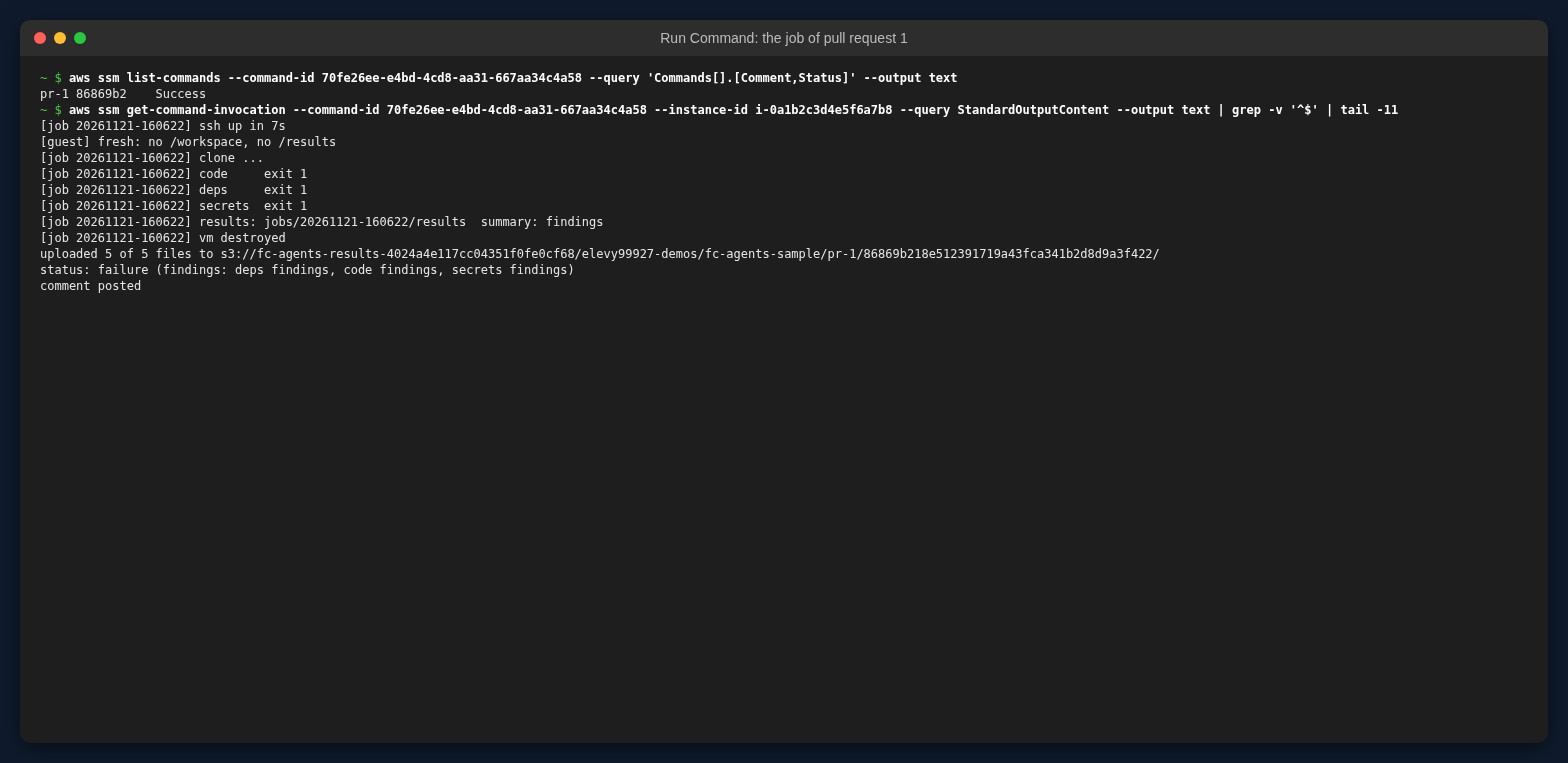 Run Command: the job of pull request 1
~ $ aws ssm list-commands --command-id 70fe26ee-e4bd-4cd8-aa31-667aa34c4a58 --query 'Commands[].[Comment,Status]' --output text
pr-1 86869b2    Success
~ $ aws ssm get-command-invocation --command-id 70fe26ee-e4bd-4cd8-aa31-667aa34c4a58 --instance-id i-0a1b2c3d4e5f6a7b8 --query StandardOutputContent --output text | grep -v '^$' | tail -11
[job 20261121-160622] ssh up in 7s
[guest] fresh: no /workspace, no /results
[job 20261121-160622] clone ...
[job 20261121-160622] code     exit 1
[job 20261121-160622] deps     exit 1
[job 20261121-160622] secrets  exit 1
[job 20261121-160622] results: jobs/20261121-160622/results  summary: findings
[job 20261121-160622] vm destroyed
uploaded 5 of 5 files to s3://fc-agents-results-4024a4e117cc04351f0fe0cf68/elevy99927-demos/fc-agents-sample/pr-1/86869b218e512391719a43fca341b2d8d9a3f422/
status: failure (findings: deps findings, code findings, secrets findings)
comment posted